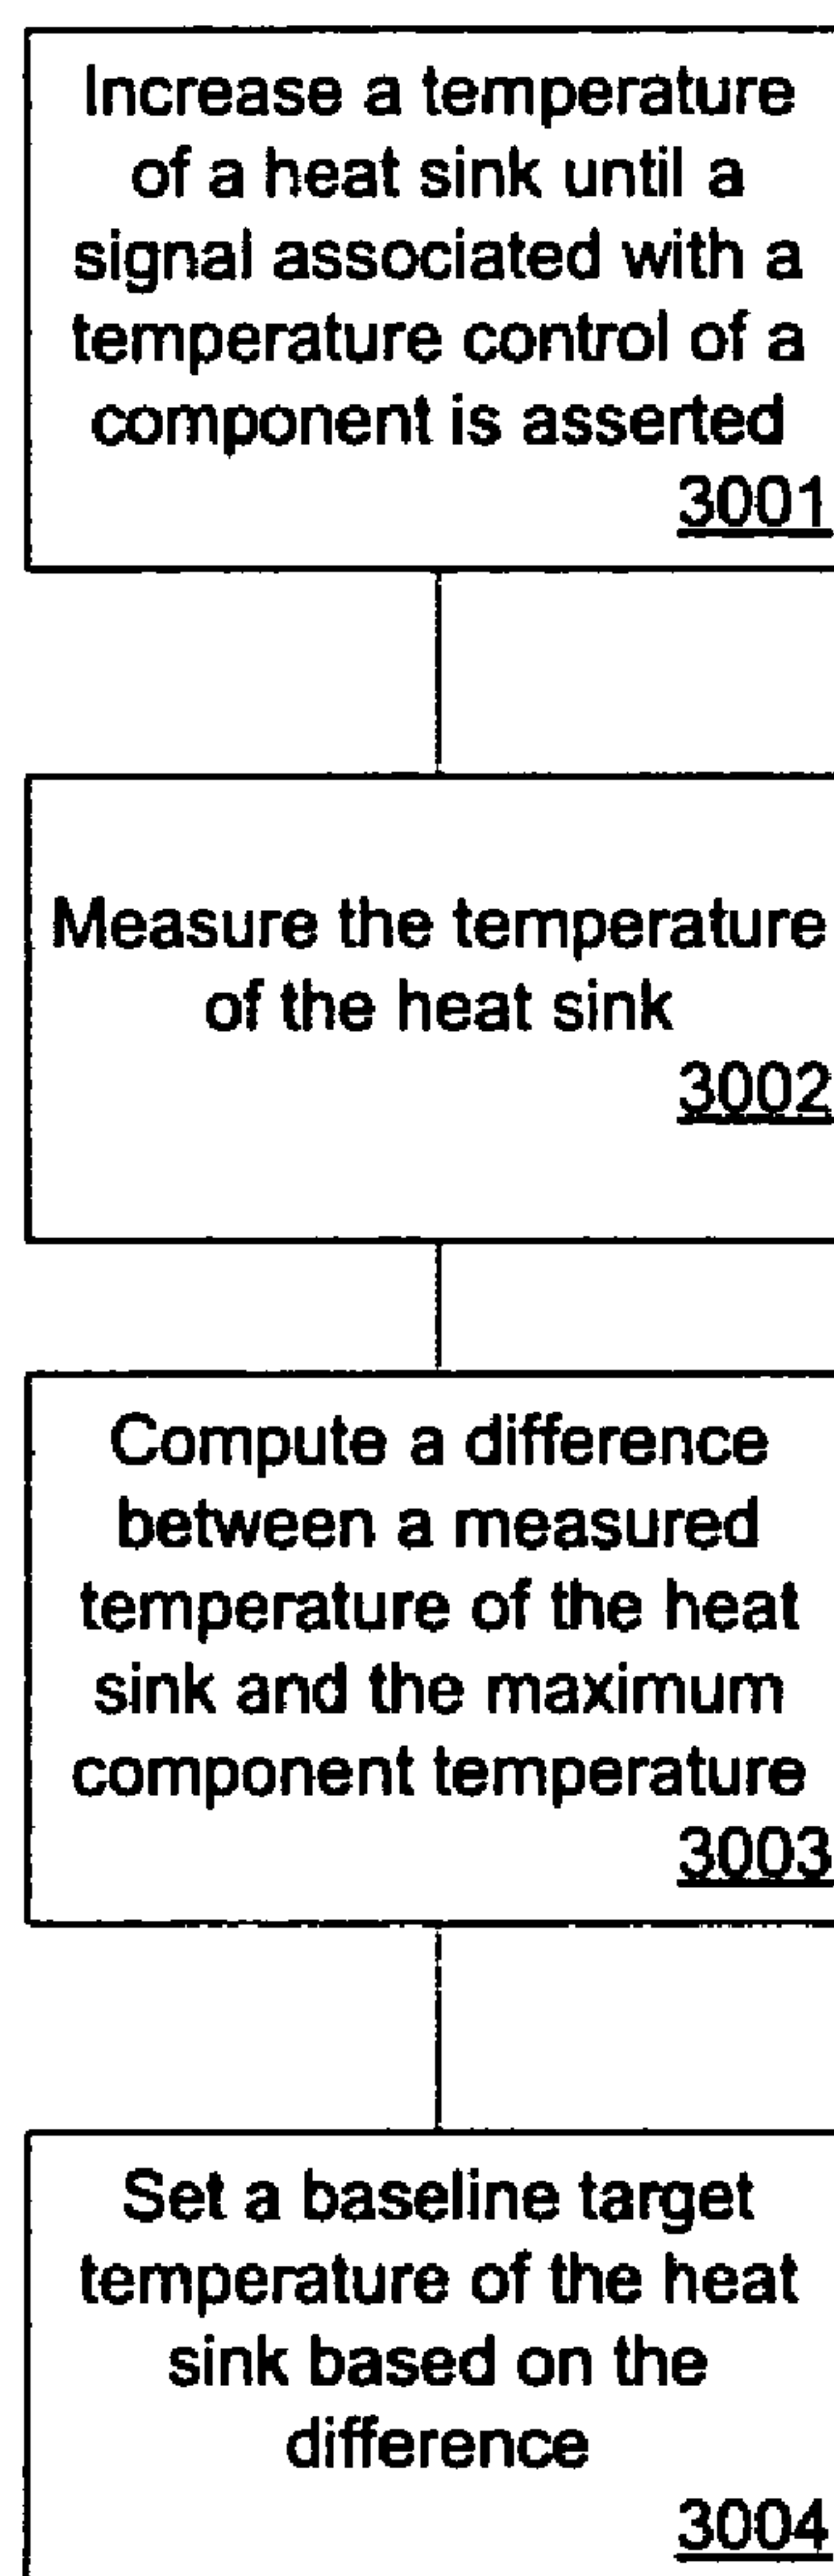 Increase a temperature
of a heat sink until a
signal associated with a
temperature control of a
component is asserted
3001
Measure the temperature
of the heat sink
3002
Compute a difference
between a measured
temperature of the heat
sink and the maximum
component temperature
3003
Set a baseline target
temperature of the heat
sink based on the
difference
3004